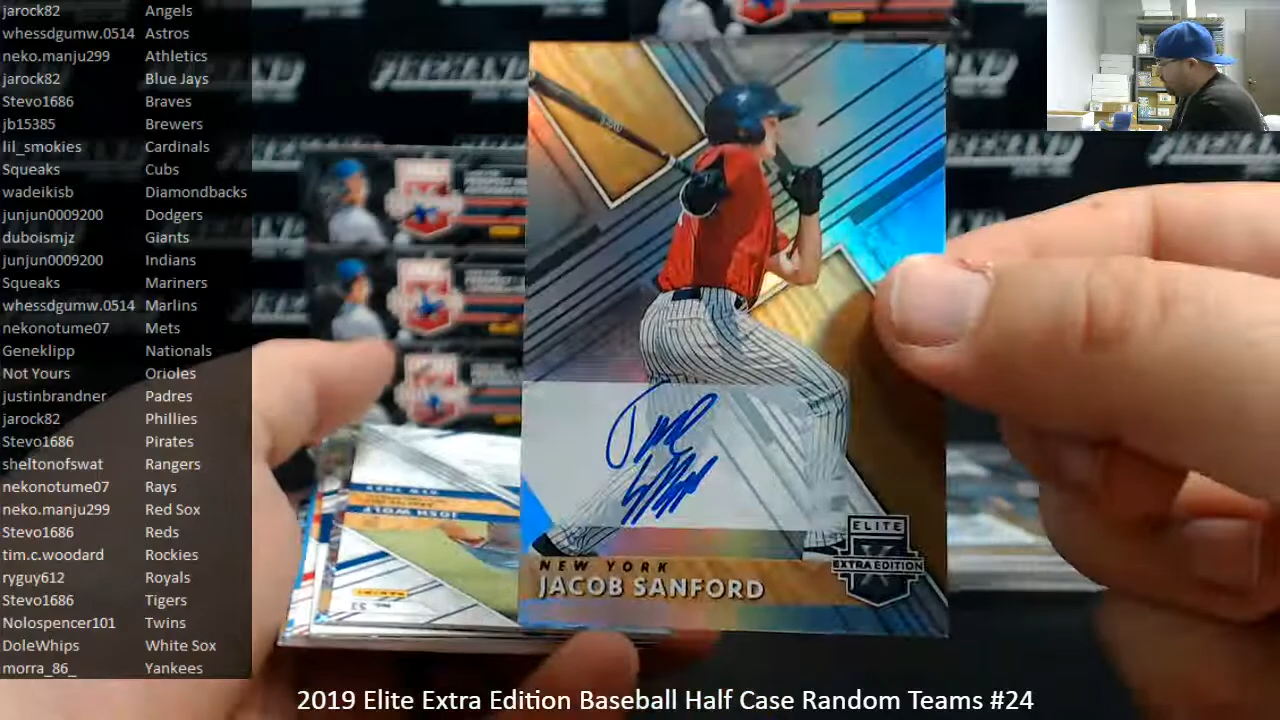 jarock82 Angels
whessdgumw.0514 Astros
neko.manju299 Athletics
jarock82 Blue Jays
Stevo1686 Braves
jb15385 Brewers
lil_smokies Cardinals
Squeaks Cubs
wadeikisb Diamondbacks
junjun0009200 Dodgers
duboismjz Giants
junjun0009200 Indians
Squeaks Mariners
whessdgumw.0514 Marlins
nekonotume07 Mets
Geneklipp Nationals
Not Yours Orioles
justinbrandner Padres
jarock82 Phillies
Stevo1686 Pirates
sheltonofswat Rangers
nekonotume07 Rays
neko.manju299 Red Sox
Stevo1686 Reds
tim.c.woodard Rockies
ryguy612 Royals
Stevo1686 Tigers
Nolospencer101 Twins
DoleWhips White Sox
morra_86_ Yankees
JOSH WOLF
NEW YORK
JACOB SANFORD
ELITE
X
EXTRA EDITION
2019 Elite Extra Edition Baseball Half Case Random Teams #24